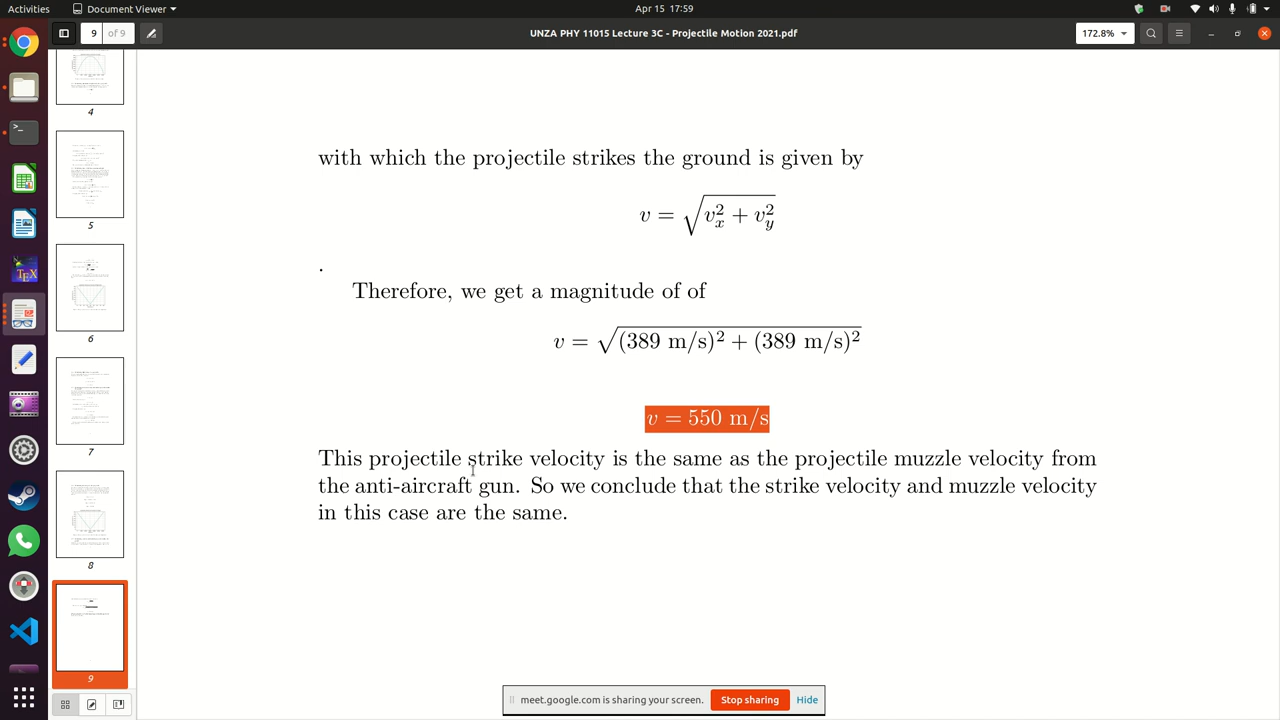 Activities
Document Viewer
Apr 15 17:59
9 of 9
UNZA PHY 11015 Lecture 3C - Projectile Motion 2021.pdf
172.8%
4
5
6
7
8
9
with which the projectile strikes the ground is given by
v = √(v_x^2 + v_y^2)
.
Therefore, we get a magnitude of of
v = √((389 m/s)^2 + (389 m/s)^2)
v = 550 m/s
This projectile strike velocity is the same as the projectile muzzle velocity from
the anti-aircraft gun. So we conclude that the strike velocity and muzzle velocity
in this case are the same.
meet.google.com is sharing your screen.
Stop sharing
Hide